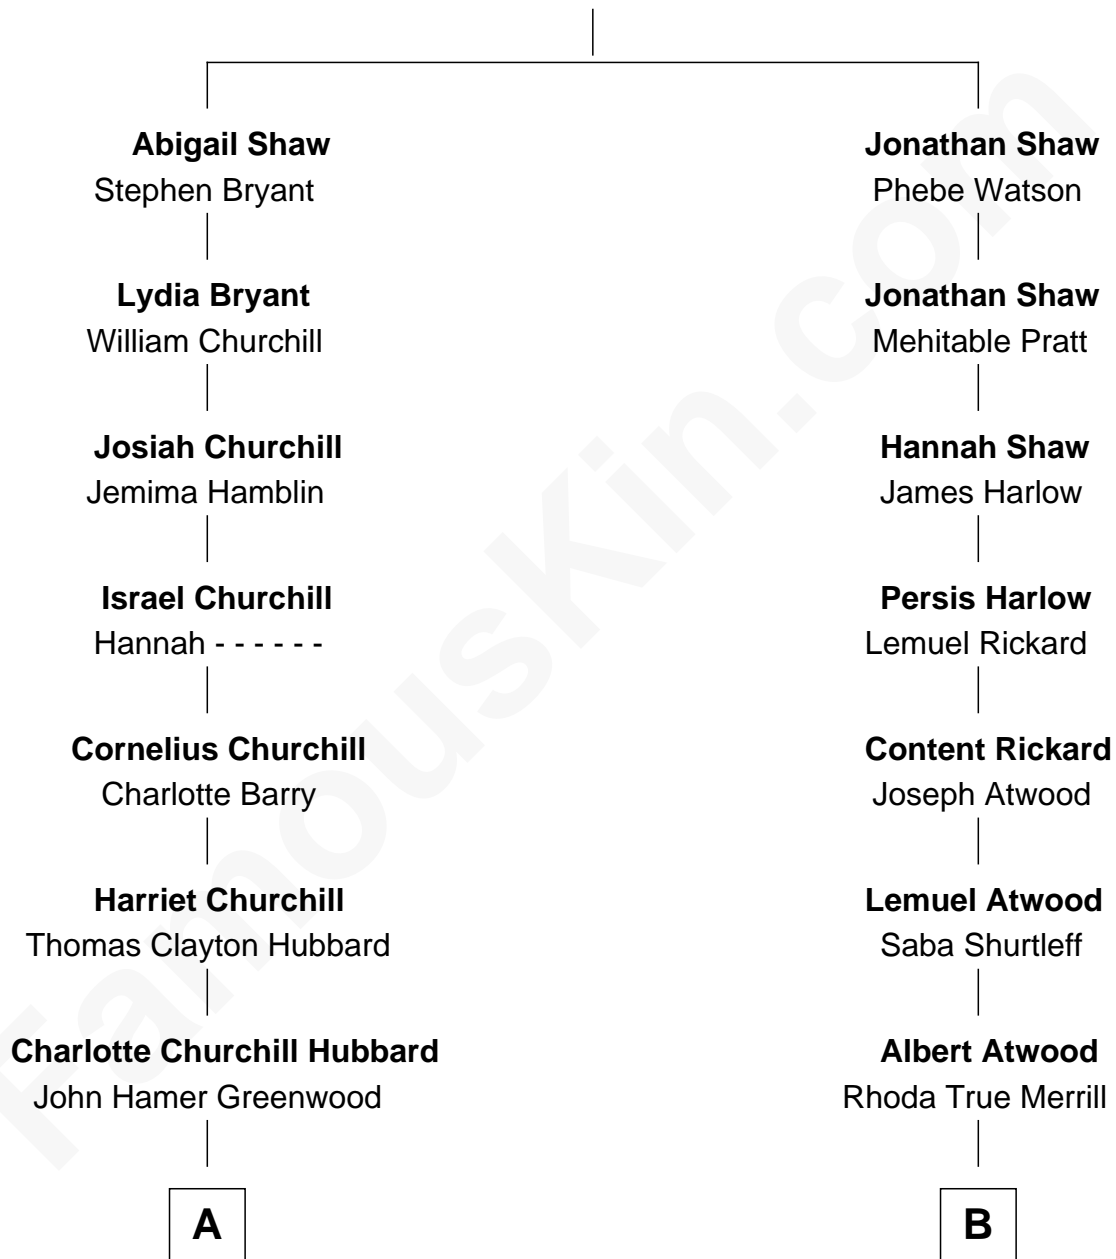 Abigail Shaw
Stephen Bryant
Lydia Bryant
William Churchill
Josiah Churchill
Jemima Hamblin
Israel Churchill
Hannah - - - - - -
Cornelius Churchill
Charlotte Barry
Harriet Churchill
Thomas Clayton Hubbard
Charlotte Churchill Hubbard
John Hamer Greenwood
A
Jonathan Shaw
Phebe Watson
Jonathan Shaw
Mehitable Pratt
Hannah Shaw
James Harlow
Persis Harlow
Lemuel Rickard
Content Rickard
Joseph Atwood
Lemuel Atwood
Saba Shurtleff
Albert Atwood
Rhoda True Merrill
B
FamousKin.com